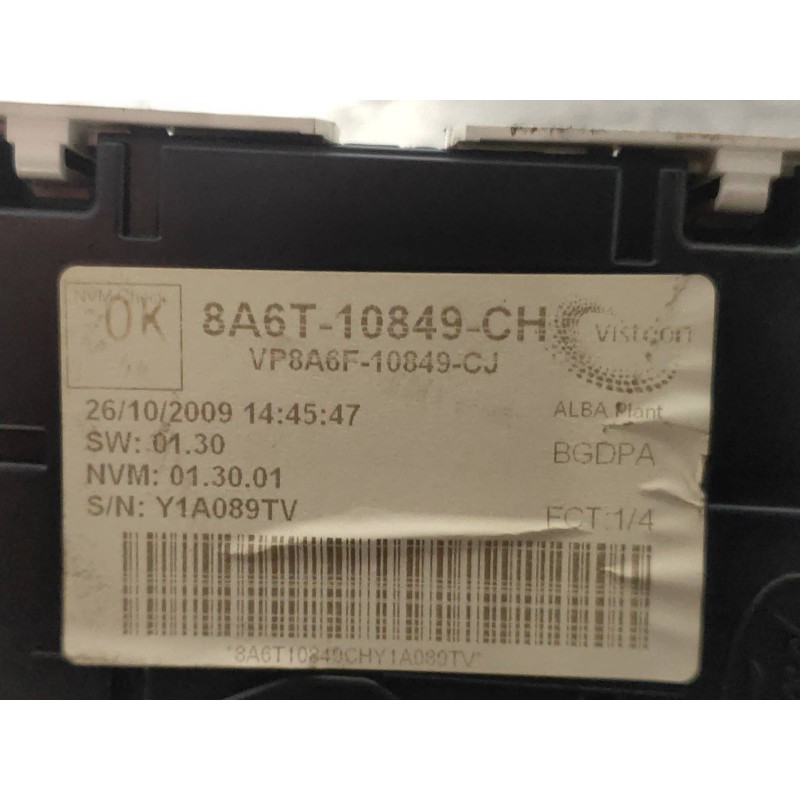 NVM Check
OK
8A6T-10849-CH
VP8A6F-10849-CJ
Visteon
26/10/2009 14:45:47
ALBA Plant
SW: 01.30
BGDPA
NVM: 01.30.01
S/N: Y1A089TV
FCT:1/4
*8A6T10849CHY1A089TV*